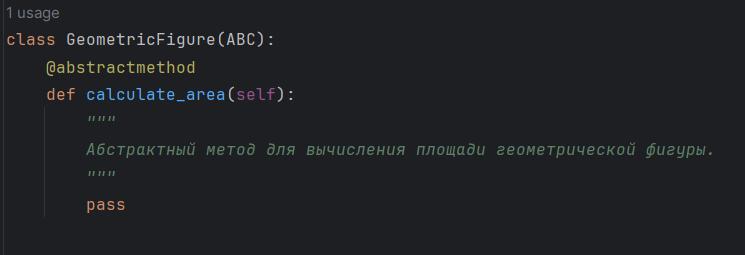 1 usage
class GeometricFigure(ABC):
@abstractmethod
def calculate_area(self):
"""
Абстрактный метод для вычисления площади геометрической фигуры.
"""
pass